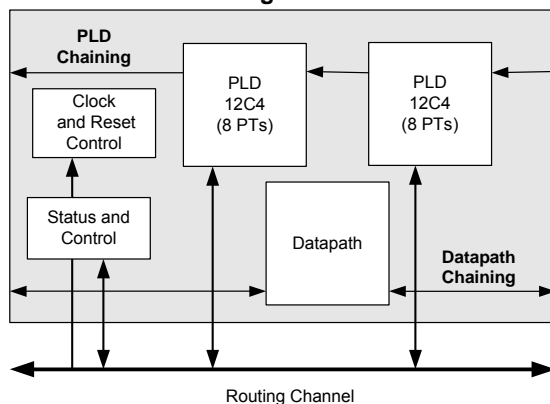 PLD
Chaining
PLD
12C4
(8 PTs)
PLD
12C4
(8 PTs)
Clock
and Reset
Control
Status and
Control
Datapath
Datapath
Chaining
Routing Channel